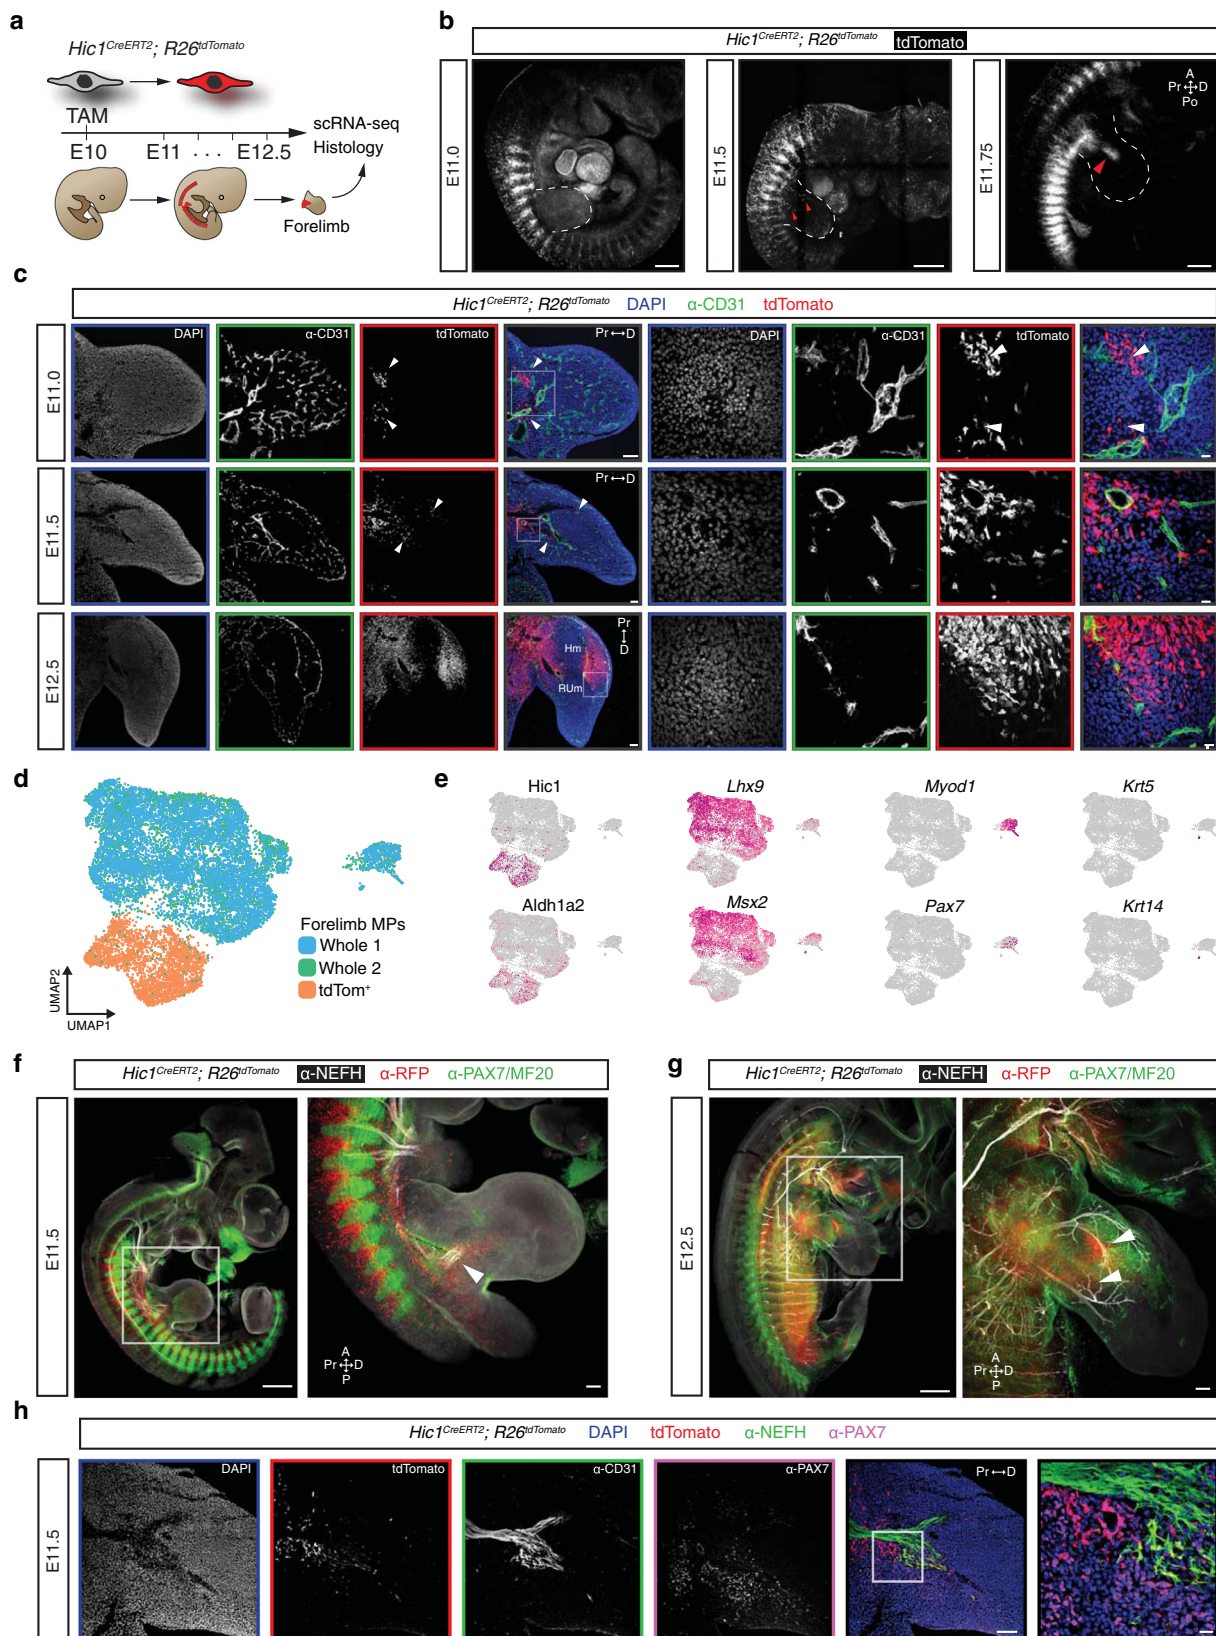 a
Hic1CreERT2; R26tdTomato
TAM
E10
E11 . . . E12.5
scRNA-seq
Histology
Forelimb
b
Hic1CreERT2; R26tdTomato tdTomato
E11.0
E11.5
E11.75
A
Pr D
Po
c
Hic1CreERT2; R26tdTomato DAPI α-CD31 tdTomato
E11.0
DAPI
α-CD31
tdTomato
Pr↔D
DAPI
α-CD31
tdTomato
E11.5
Pr↔D
E12.5
Pr
↕
D
Hm
RUm
d
Forelimb MPs
Whole 1
Whole 2
tdTom+
UMAP2
UMAP1
e
Hic1
Lhx9
Myod1
Krt5
Aldh1a2
Msx2
Pax7
Krt14
f
Hic1CreERT2; R26tdTomato α-NEFH α-RFP α-PAX7/MF20
E11.5
A
Pr D
P
g
Hic1CreERT2; R26tdTomato α-NEFH α-RFP α-PAX7/MF20
E12.5
A
Pr D
P
h
Hic1CreERT2; R26tdTomato DAPI tdTomato α-NEFH α-PAX7
E11.5
DAPI
tdTomato
α-CD31
α-PAX7
Pr↔D